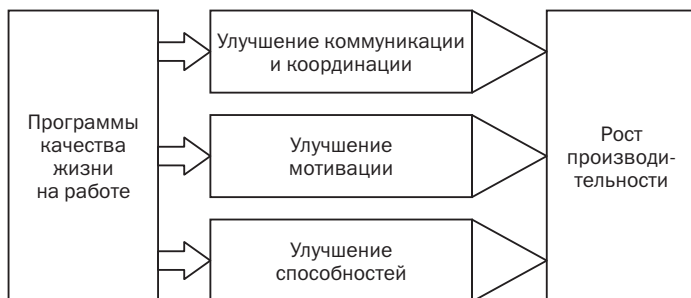 Программы
качества
жизни
на работе
Улучшение коммуникации
и координации
Улучшение
мотивации
Улучшение
способностей
Рост
производи-
тельности